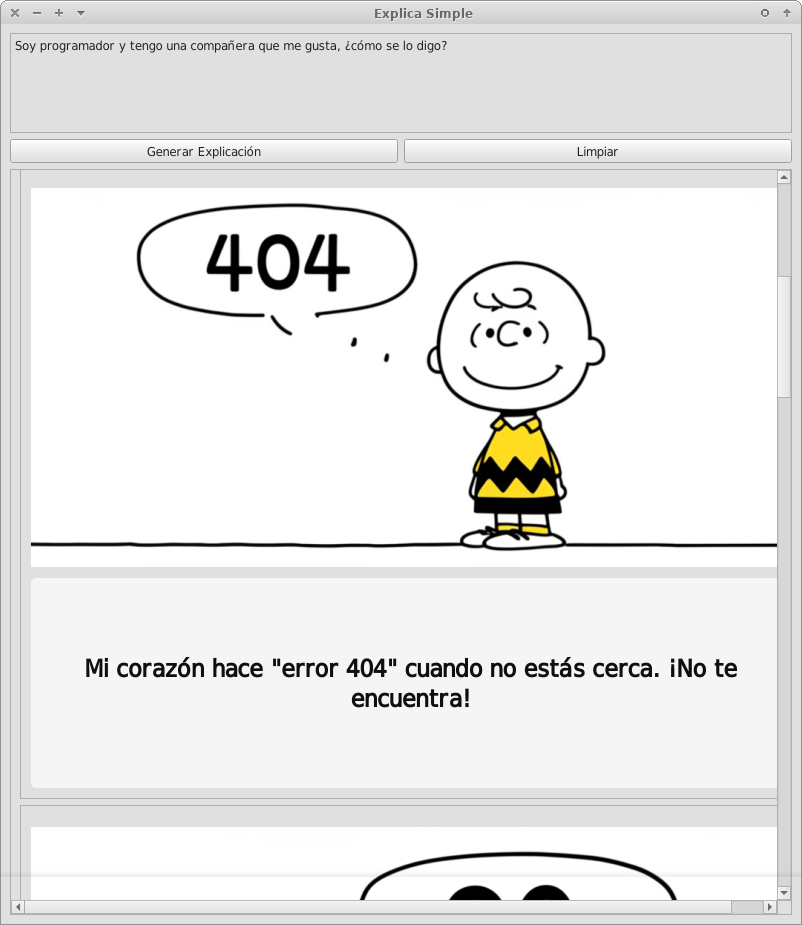 Explica Simple
Soy programador y tengo una compañera que me gusta, ¿cómo se lo digo?
Generar Explicación
Limpiar
404
Mi corazón hace "error 404" cuando no estás cerca. ¡No te
encuentra!